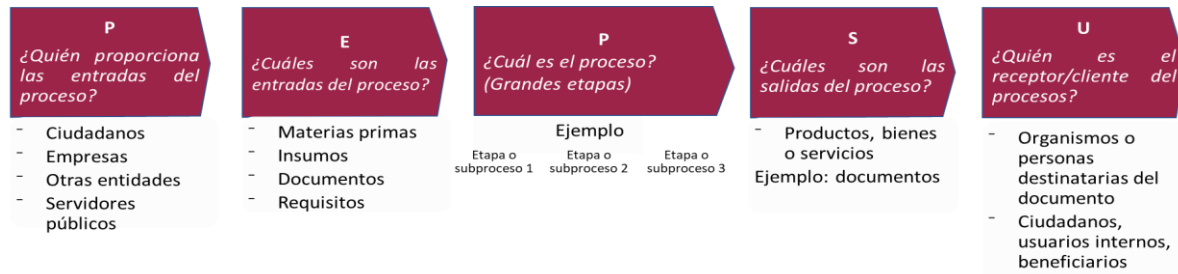 P
¿Quién proporciona
las entradas del
proceso?
- Ciudadanos
- Empresas
- Otras entidades
- Servidores
públicos
E
¿Cuáles son las
entradas del proceso?
- Materias primas
- Insumos
- Documentos
- Requisitos
P
¿Cuál es el proceso?
(Grandes etapas)
Ejemplo
Etapa o
subproceso 1
Etapa o
subproceso 2
Etapa o
subproceso 3
S
¿Cuáles son las
salidas del proceso?
- Productos, bienes
o servicios
Ejemplo: documentos
U
¿Quién es el
receptor/cliente del
procesos?
- Organismos o
personas
destinatarias del
documento
- Ciudadanos,
usuarios internos,
beneficiarios